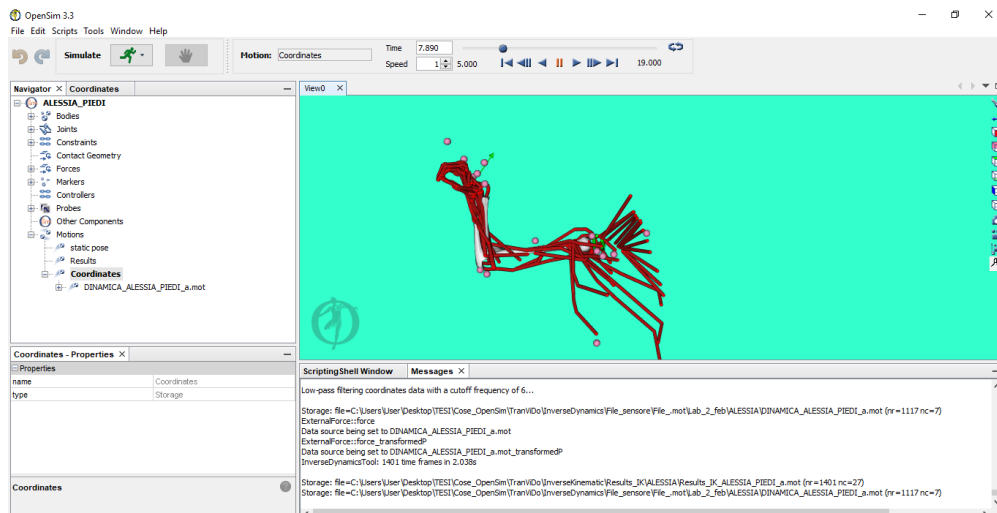 OpenSim 3.3
File Edit Scripts Tools Window Help
Simulate
Motion: Coordinates
Time 7.890
Speed 1 5.000
19.000
Navigator × Coordinates
View0 ×
ALESSIA_PIEDI
Bodies
Joints
Constraints
Contact Geometry
Forces
Markers
Controllers
Probes
Other Components
Motions
static pose
Results
Coordinates
DINAMICA_ALESSIA_PIEDI_a.mot
Coordinates - Properties ×
Properties
name Coordinates
type Storage
Coordinates
ScriptingShell Window Messages ×
Low-pass filtering coordinates data with a cutoff frequency of 6...
Storage: file=C:\Users\User\Desktop\TESI\Cose_OpenSim\TranViDo\InverseDynamics\File_sensore\File_.mot\Lab_2_feb\ALESSIA\DINAMICA_ALESSIA_PIEDI_a.mot (nr=1117 nc=7)
ExternalForce::force
Data source being set to DINAMICA_ALESSIA_PIEDI_a.mot
ExternalForce::force_transformedP
Data source being set to DINAMICA_ALESSIA_PIEDI_a.mot_transformedP
InverseDynamicsTool: 1401 time frames in 2.038s
Storage: file=C:\Users\User\Desktop\TESI\Cose_OpenSim\TranViDo\InverseKinematic\Results_IK\ALESSIA\Results_IK_ALESSIA_PIEDI_a.mot (nr=1401 nc=27)
Storage: file=C:\Users\User\Desktop\TESI\Cose_OpenSim\TranViDo\InverseDynamics\File_sensore\File_.mot\Lab_2_feb\ALESSIA\DINAMICA_ALESSIA_PIEDI_a.mot (nr=1117 nc=7)